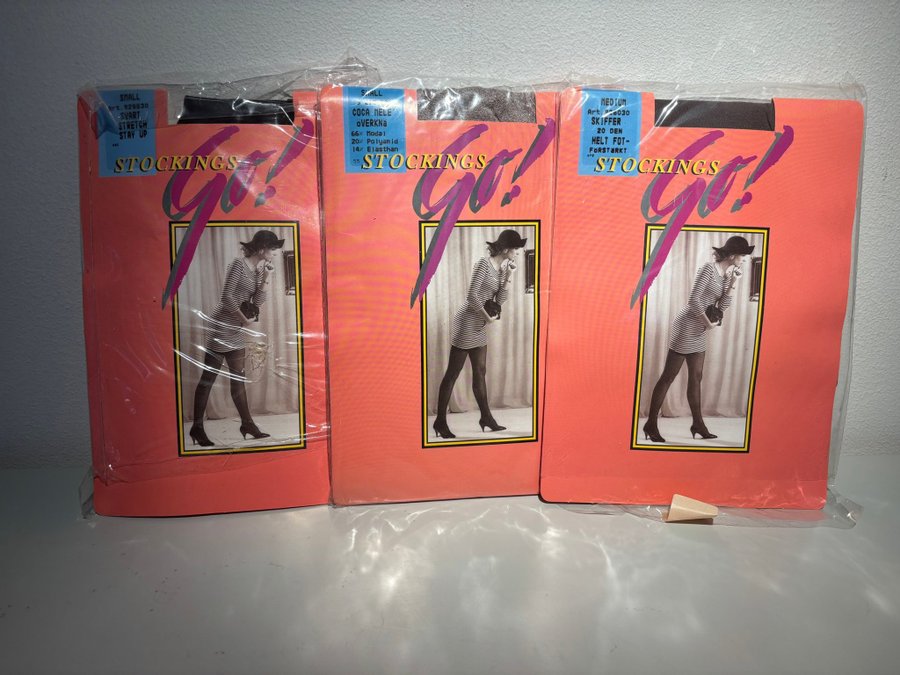 SMALL
SVART
STRETCH
STAY UP
STOCKINGS
Go!
SMALL
COCA MELE
oVERKNä
66% Modal
20% Polyamid
14% Elasthan
STOCKINGS
Go!
MEDIUM
SKIFFER
20 DEN
HELT FOT-
FöRSTäRKT
STOCKINGS
Go!